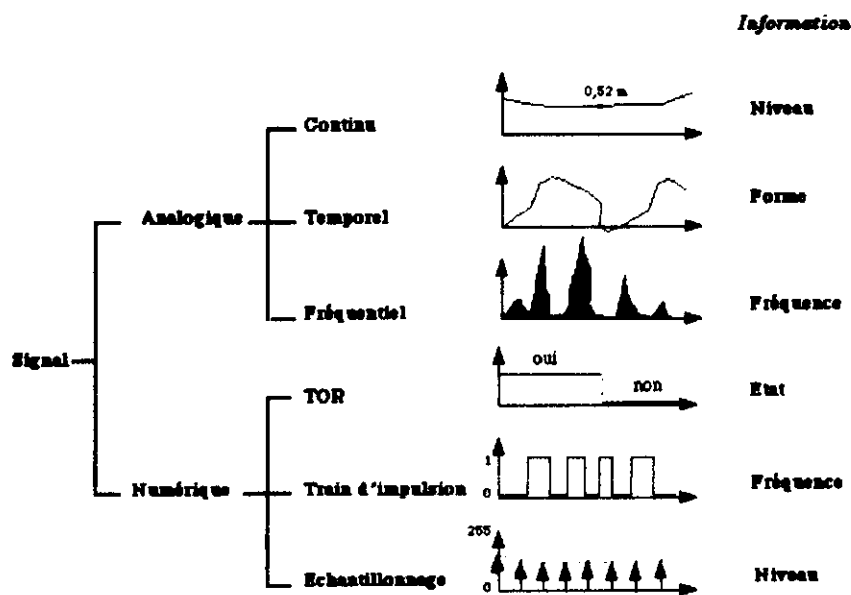 Information
0,52 m
Continu
Niveau
Analogique
Temporel
Forme
Fréquentiel
Fréquence
Signal
oui
non
TOR
Etat
1
0
Numérique
Train d'impulsion
Fréquence
255
0
Echantillonnage
Niveau